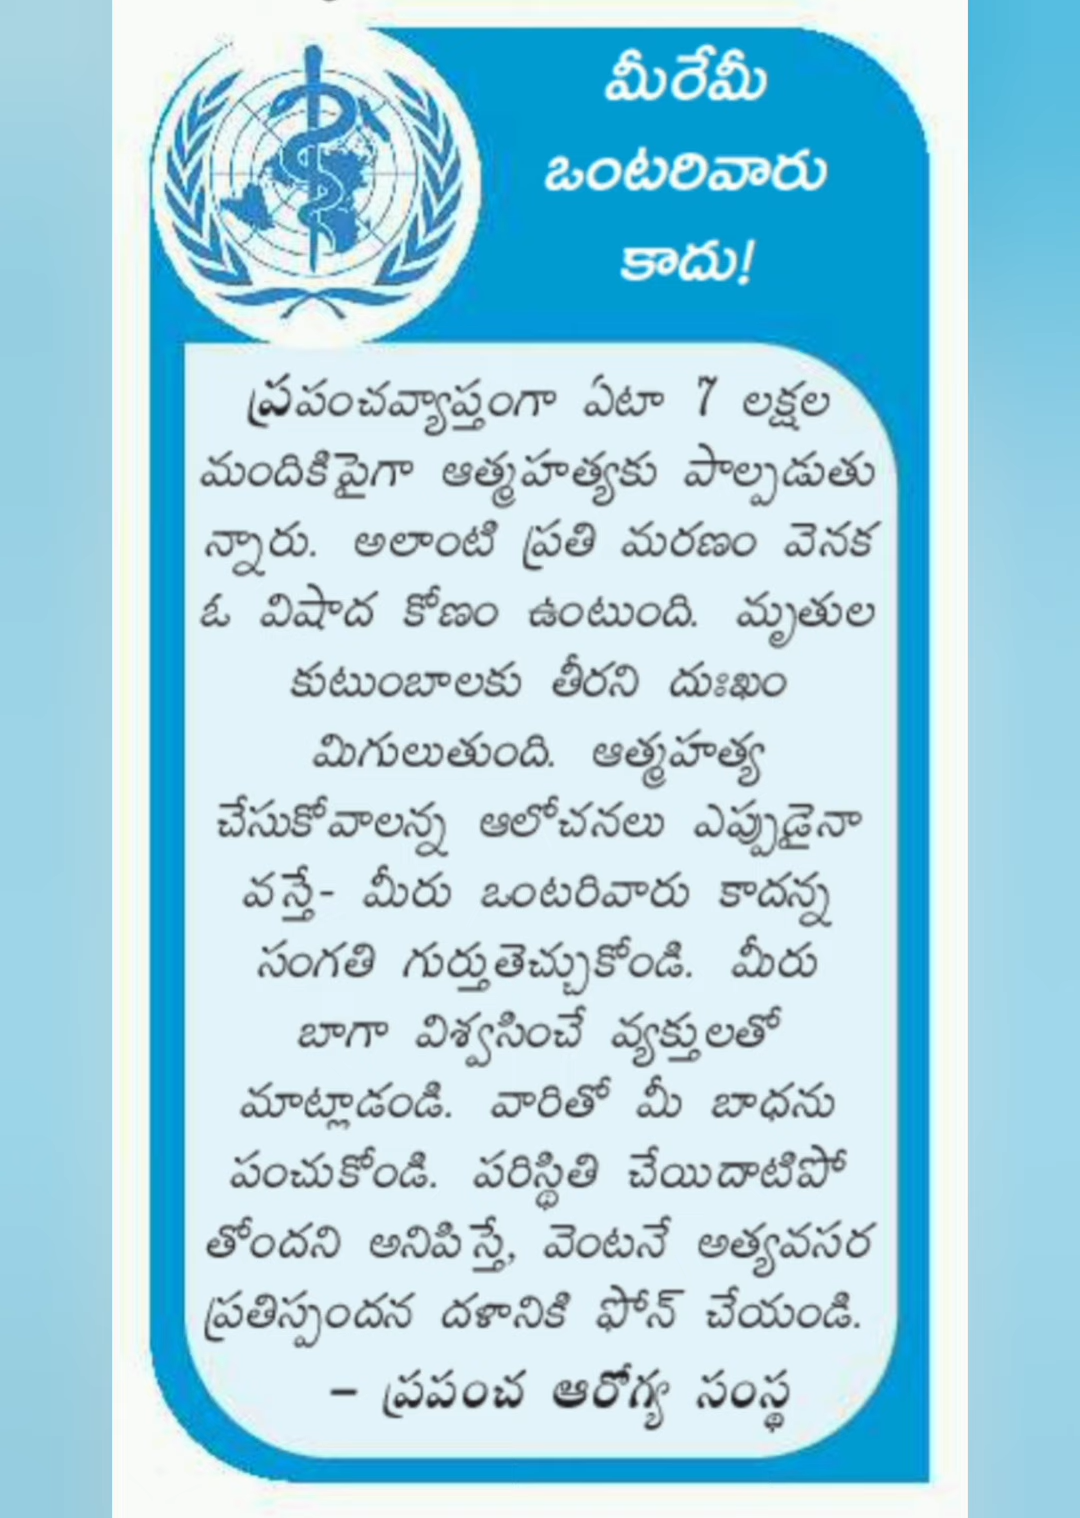 మీరేమీ
ఒంటరివారు
కాదు!
ప్రపంచవ్యాప్తంగా ఏటా 7 లక్షల
మందికిపైగా ఆత్మహత్యకు పాల్పడుతు
న్నారు. అలాంటి ప్రతి మరణం వెనక
ఓ విషాద కోణం ఉంటుంది. మృతుల
కుటుంబాలకు తీరని దుఃఖం
మిగులుతుంది. ఆత్మహత్య
చేసుకోవాలన్న ఆలోచనలు ఎప్పుడైనా
వస్తే- మీరు ఒంటరివారు కాదన్న
సంగతి గుర్తుతెచ్చుకోండి. మీరు
బాగా విశ్వసించే వ్యక్తులతో
మాట్లాడండి. వారితో మీ బాధను
పంచుకోండి. పరిస్థితి చేయిదాటిపో
తోందని అనిపిస్తే, వెంటనే అత్యవసర
ప్రతిస్పందన దళానికి ఫోన్ చేయండి.
– ప్రపంచ ఆరోగ్య సంస్థ